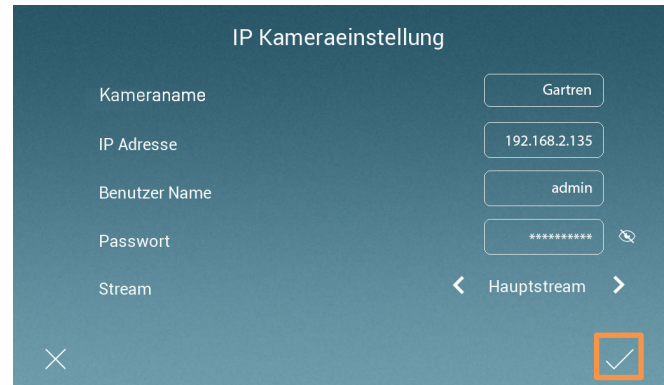 IP Kameraeinstellung
Kameraname Gartren
IP Adresse 192.168.2.135
Benutzer Name admin
Passwort **********
Stream Hauptstream